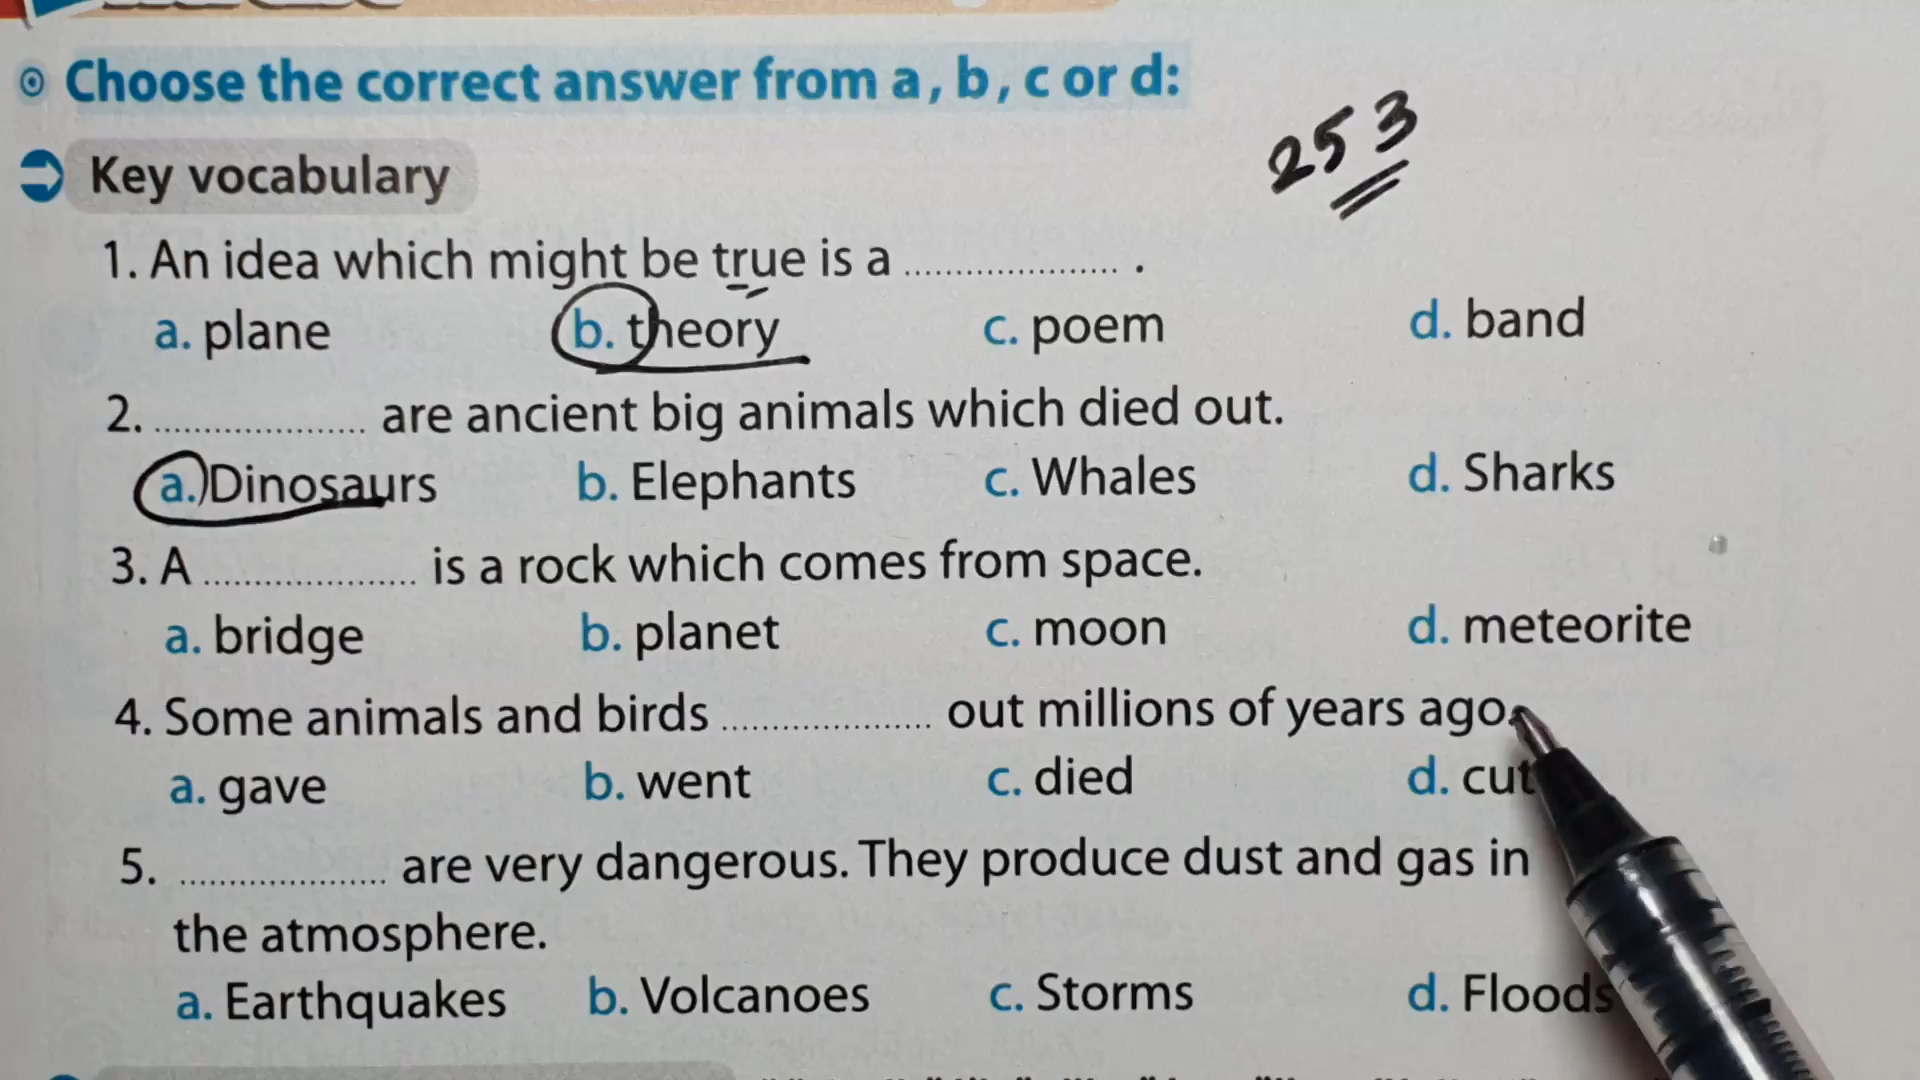 Choose the correct answer from a, b, c or d:
253
Key vocabulary
1. An idea which might be true is a ..................... .
a. plane b. theory c. poem d. band
2. ..................... are ancient big animals which died out.
a. Dinosaurs b. Elephants c. Whales d. Sharks
3. A ..................... is a rock which comes from space.
a. bridge b. planet c. moon d. meteorite
4. Some animals and birds ..................... out millions of years ago.
a. gave b. went c. died d. cut
5. ..................... are very dangerous. They produce dust and gas in
the atmosphere.
a. Earthquakes b. Volcanoes c. Storms d. Floods